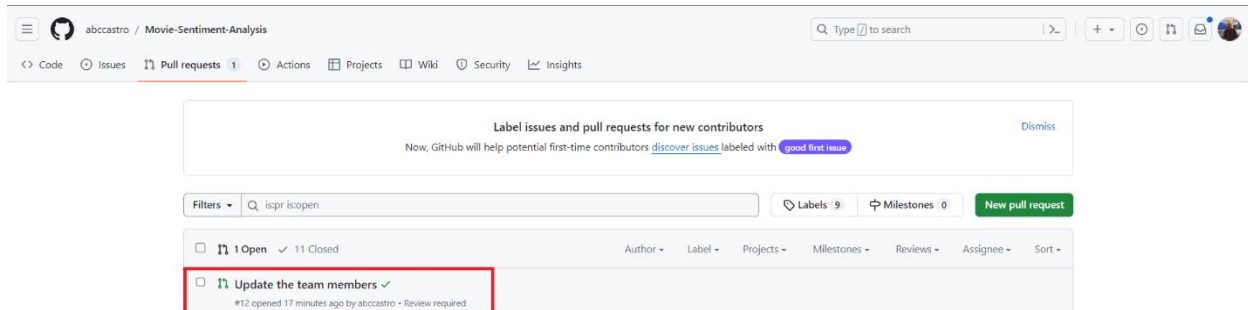 abccastro / Movie-Sentiment-Analysis Type / to search
<> Code Issues Pull requests 1 Actions Projects Wiki Security Insights
Label issues and pull requests for new contributors Dismiss
Now, GitHub will help potential first-time contributors discover issues labeled with good first issue
Filters is:pr is:open Labels 9 Milestones 0 New pull request
1 Open 11 Closed Author Label Projects Milestones Reviews Assignee Sort
Update the team members
#12 opened 17 minutes ago by abccastro • Review required